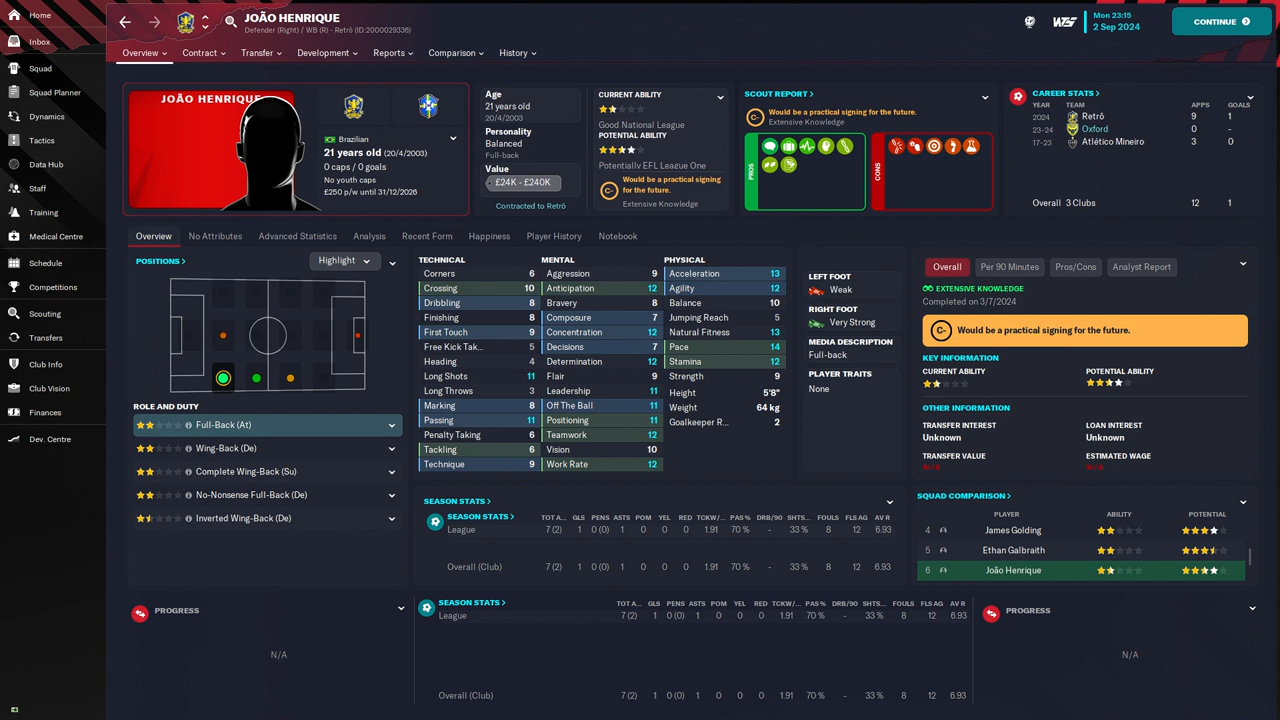 Home
Inbox
Squad
Squad Planner
Dynamics
Tactics
Data Hub
Staff
Training
Medical Centre
Schedule
Competitions
Scouting
Transfers
Club Info
Club Vision
Finances
Dev. Centre
JOÃO HENRIQUE
Defender (Right) / WB (R) - Retrô (ID:2000029336)
Mon 23:15
2 Sep 2024
CONTINUE
Overview Contract Transfer Development Reports Comparison History
JOÃO HENRIQUE
Brazilian
21 years old (20/4/2003)
0 caps / 0 goals
No youth caps
£250 p/w until 31/12/2026
Age
21 years old
20/4/2003
Personality
Balanced
Full-back
Value
£24K - £240K
Contracted to Retrô
CURRENT ABILITY
Good National League
POTENTIAL ABILITY
Potentially EFL League One
C- Would be a practical signing for the future.
Extensive Knowledge
SCOUT REPORT >
C- Would be a practical signing for the future.
Extensive Knowledge
PROS
CONS
CAREER STATS >
YEAR TEAM APPS GOALS
2024 Retrô 9 1
23-24 Oxford 0 -
17-23 Atlético Mineiro 3 0
Overall 3 Clubs 12 1
Overview No Attributes Advanced Statistics Analysis Recent Form Happiness Player History Notebook
POSITIONS >
Highlight
ROLE AND DUTY
Full-Back (At)
Wing-Back (De)
Complete Wing-Back (Su)
No-Nonsense Full-Back (De)
Inverted Wing-Back (De)
TECHNICAL
Corners 6
Crossing 10
Dribbling 8
Finishing 8
First Touch 9
Free Kick Tak... 5
Heading 4
Long Shots 11
Long Throws 3
Marking 8
Passing 11
Penalty Taking 6
Tackling 6
Technique 9
MENTAL
Aggression 9
Anticipation 12
Bravery 8
Composure 7
Concentration 12
Decisions 7
Determination 12
Flair 9
Leadership 11
Off The Ball 11
Positioning 11
Teamwork 12
Vision 10
Work Rate 12
PHYSICAL
Acceleration 13
Agility 12
Balance 10
Jumping Reach 5
Natural Fitness 13
Pace 14
Stamina 12
Strength 9
Height 5'8"
Weight 64 kg
Goalkeeper R... 2
LEFT FOOT
Weak
RIGHT FOOT
Very Strong
MEDIA DESCRIPTION
Full-back
PLAYER TRAITS
None
Overall Per 90 Minutes Pros/Cons Analyst Report
EXTENSIVE KNOWLEDGE
Completed on 3/7/2024
C- Would be a practical signing for the future.
KEY INFORMATION
CURRENT ABILITY POTENTIAL ABILITY
OTHER INFORMATION
TRANSFER INTEREST LOAN INTEREST
Unknown Unknown
TRANSFER VALUE ESTIMATED WAGE
N/A N/A
SEASON STATS >
SEASON STATS > TOT A... GLS PENS ASTS POM YEL RED TCKW/... PAS % DRB/90 SHTS... FOULS FLS AG AV R
League 7 (2) 1 0 (0) 1 0 0 0 1.91 70 % - 33 % 8 12 6.93
Overall (Club) 7 (2) 1 0 (0) 1 0 0 0 1.91 70 % - 33 % 8 12 6.93
SQUAD COMPARISON >
PLAYER ABILITY POTENTIAL
4 James Golding
5 Ethan Galbraith
6 João Henrique
PROGRESS
N/A
SEASON STATS > TOT A... GLS PENS ASTS POM YEL RED TCKW/... PAS % DRB/90 SHTS... FOULS FLS AG AV R
League 7 (2) 1 0 (0) 1 0 0 0 1.91 70 % - 33 % 8 12 6.93
Overall (Club) 7 (2) 1 0 (0) 1 0 0 0 1.91 70 % - 33 % 8 12 6.93
PROGRESS
N/A